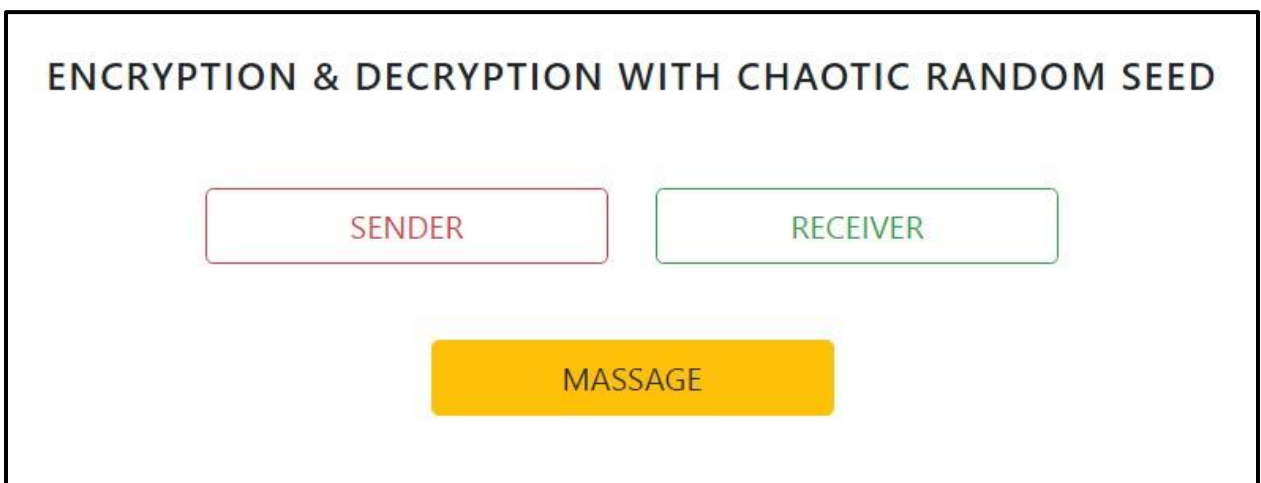 ENCRYPTION & DECRYPTION WITH CHAOTIC RANDOM SEED
SENDER RECEIVER
MASSAGE